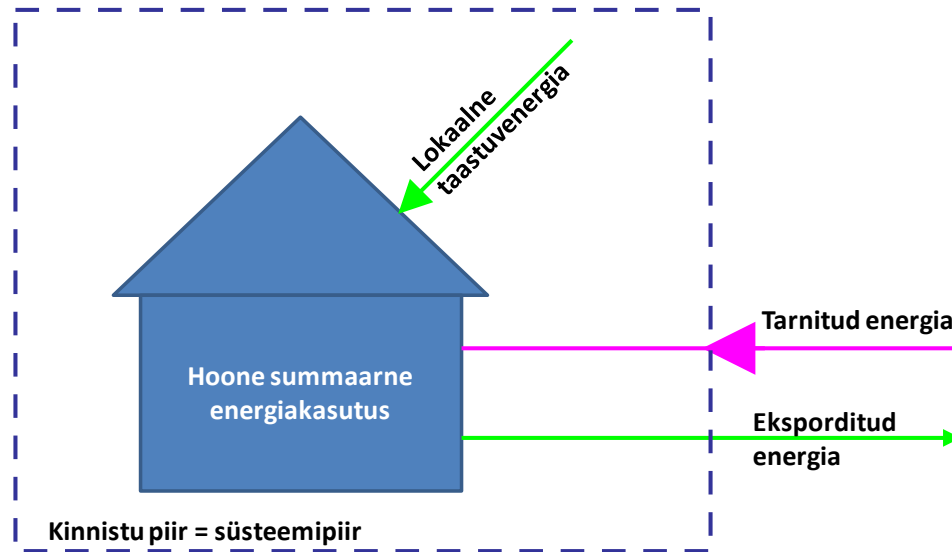 Lokaalne
taastuvenergia
Tarnitud energia
Hoone summaarne
energiakasutus
Eksporditud
energia
Kinnistu piir = süsteemipiir